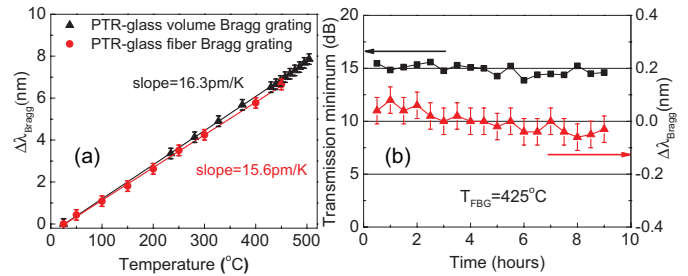 PTR-glass volume Bragg grating
PTR-glass fiber Bragg grating
slope=16.3pm/K
slope=15.6pm/K
(a)
ΔλBragg(nm)
8
6
4
2
0
0 50 100 150 200 250 300 350 400 450 500
Temperature (°C)
Transmission minimum (dB)
20
15
10
5
0
(b)
TFBG=425°C
0 2 4 6 8 10
Time (hours)
0.4
0.2
0.0
-0.2
-0.4
ΔλBragg(nm)